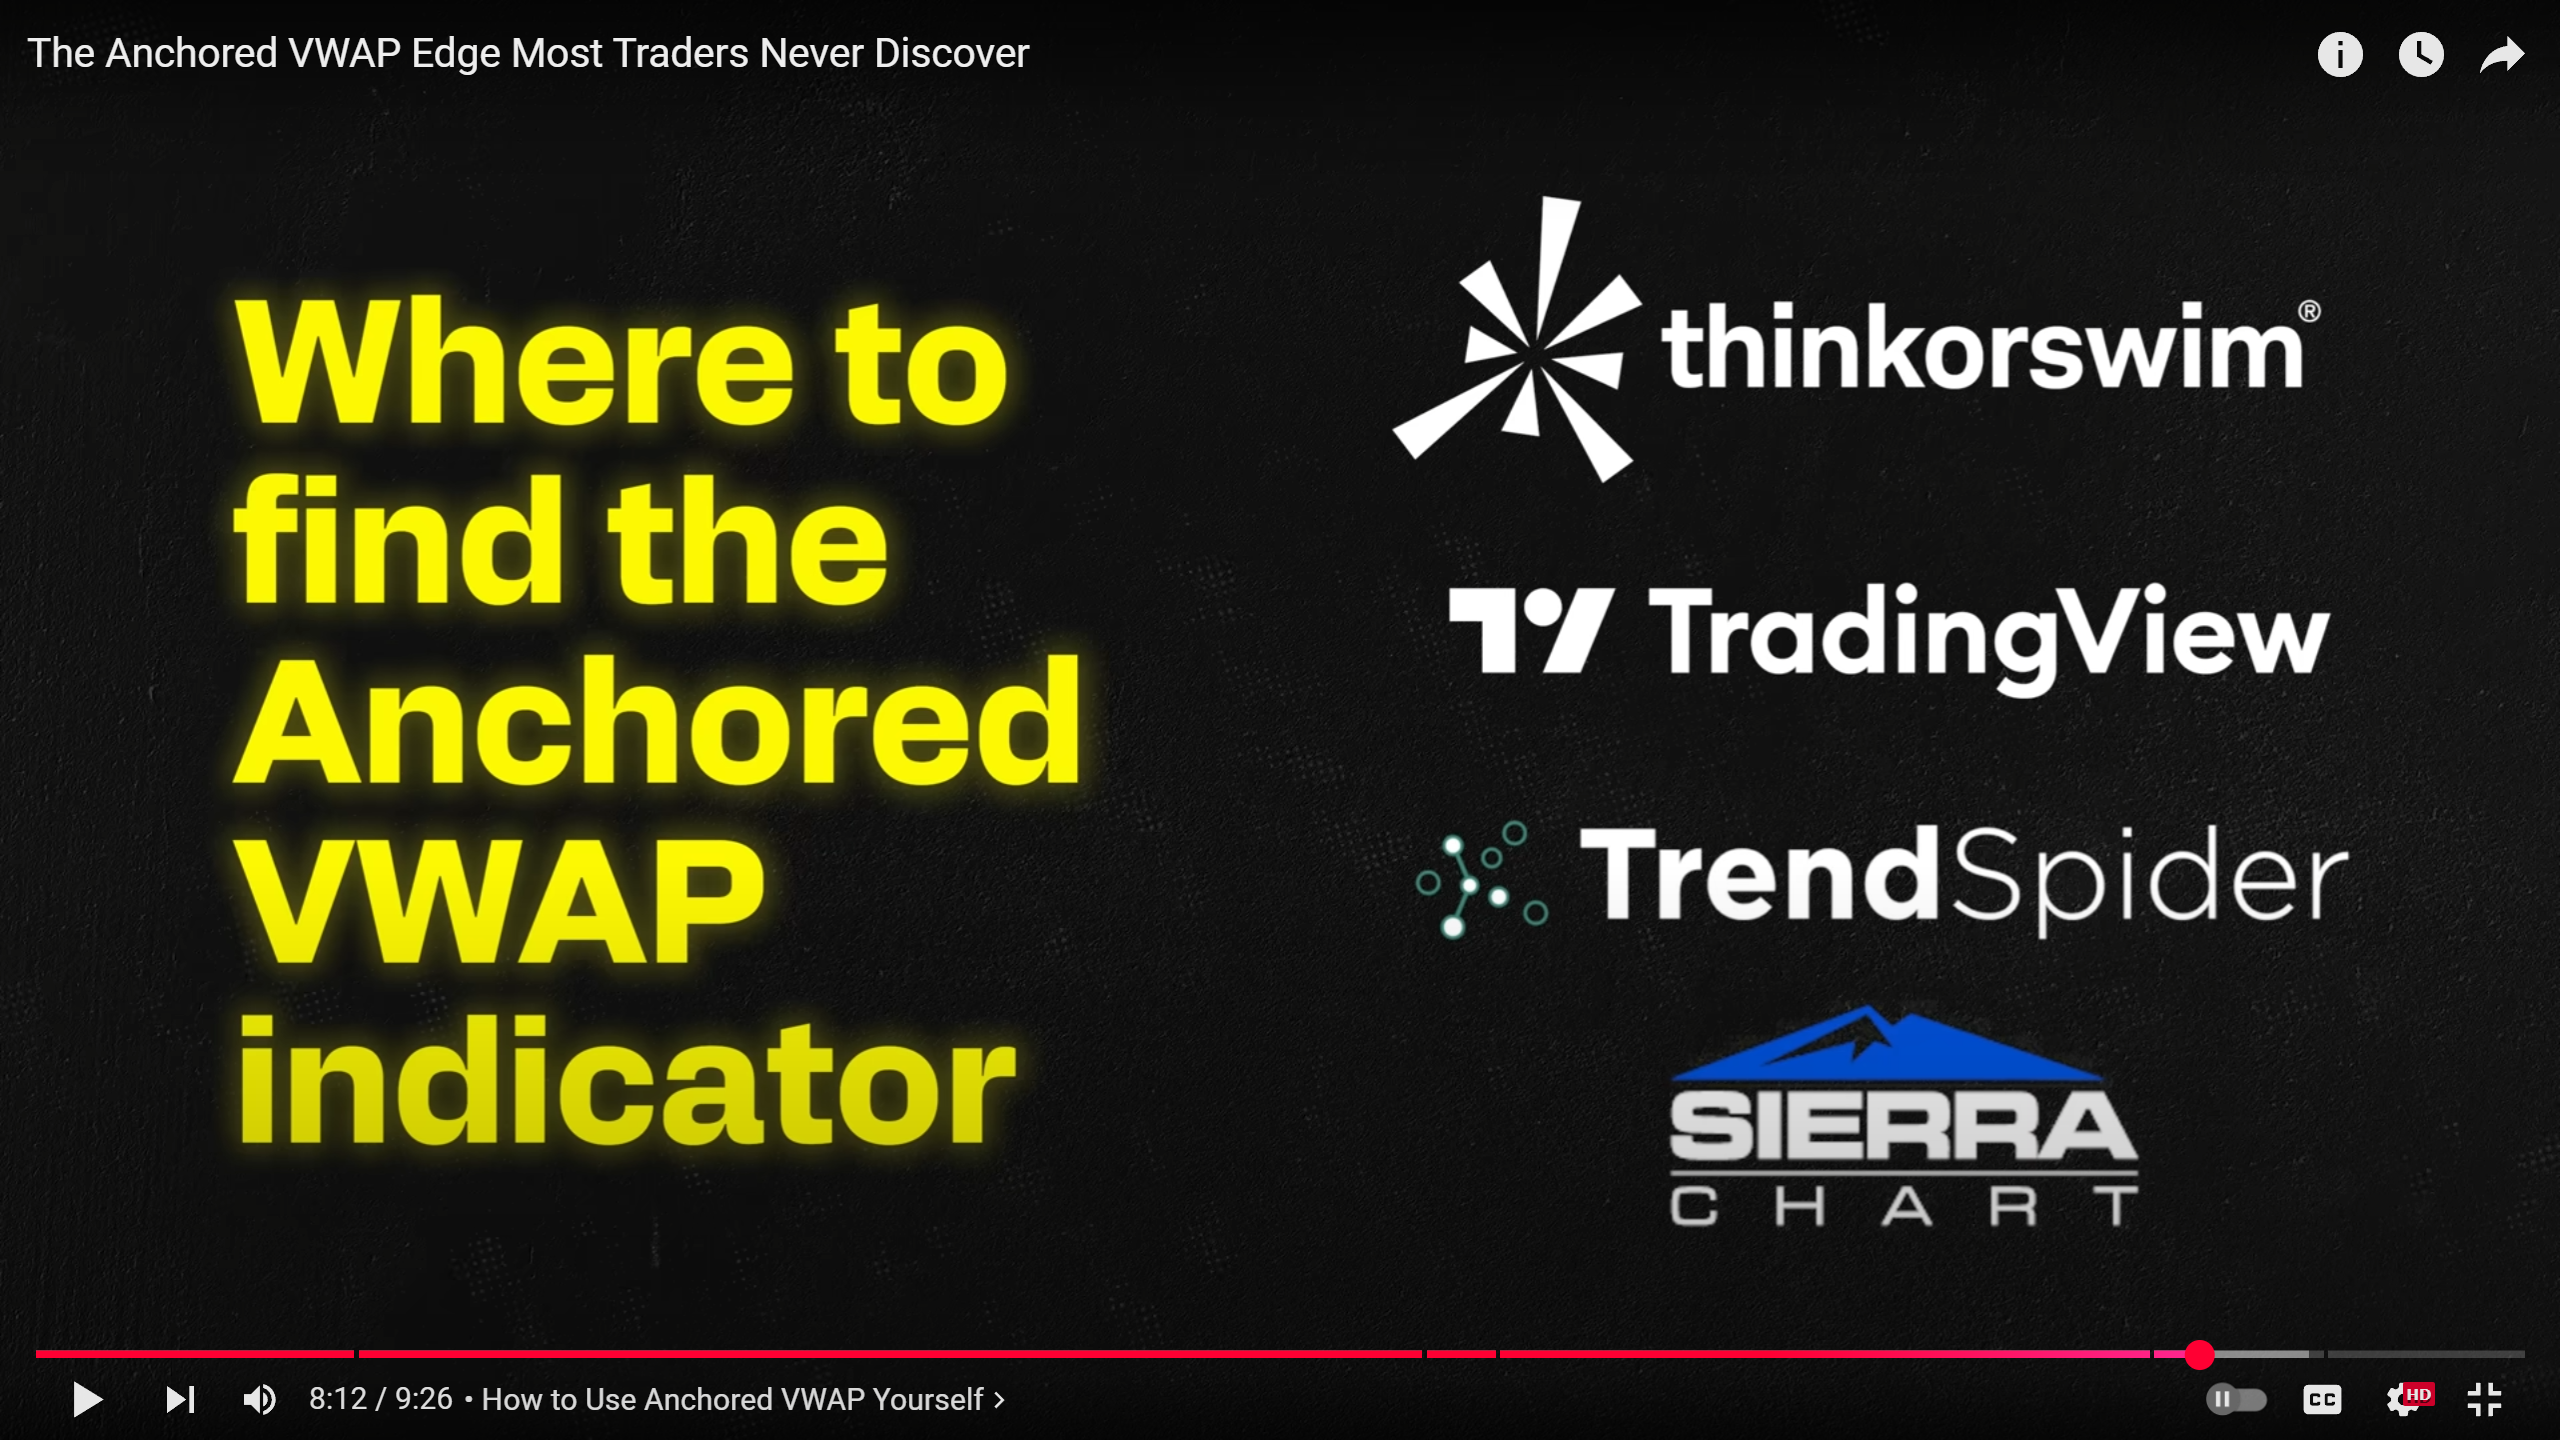 The Anchored VWAP Edge Most Traders Never Discover
Where to
find the
Anchored
VWAP
indicator
thinkorswim®
TradingView
TrendSpider
SIERRA
CHART
8:12 / 9:26 • How to Use Anchored VWAP Yourself
CC
HD